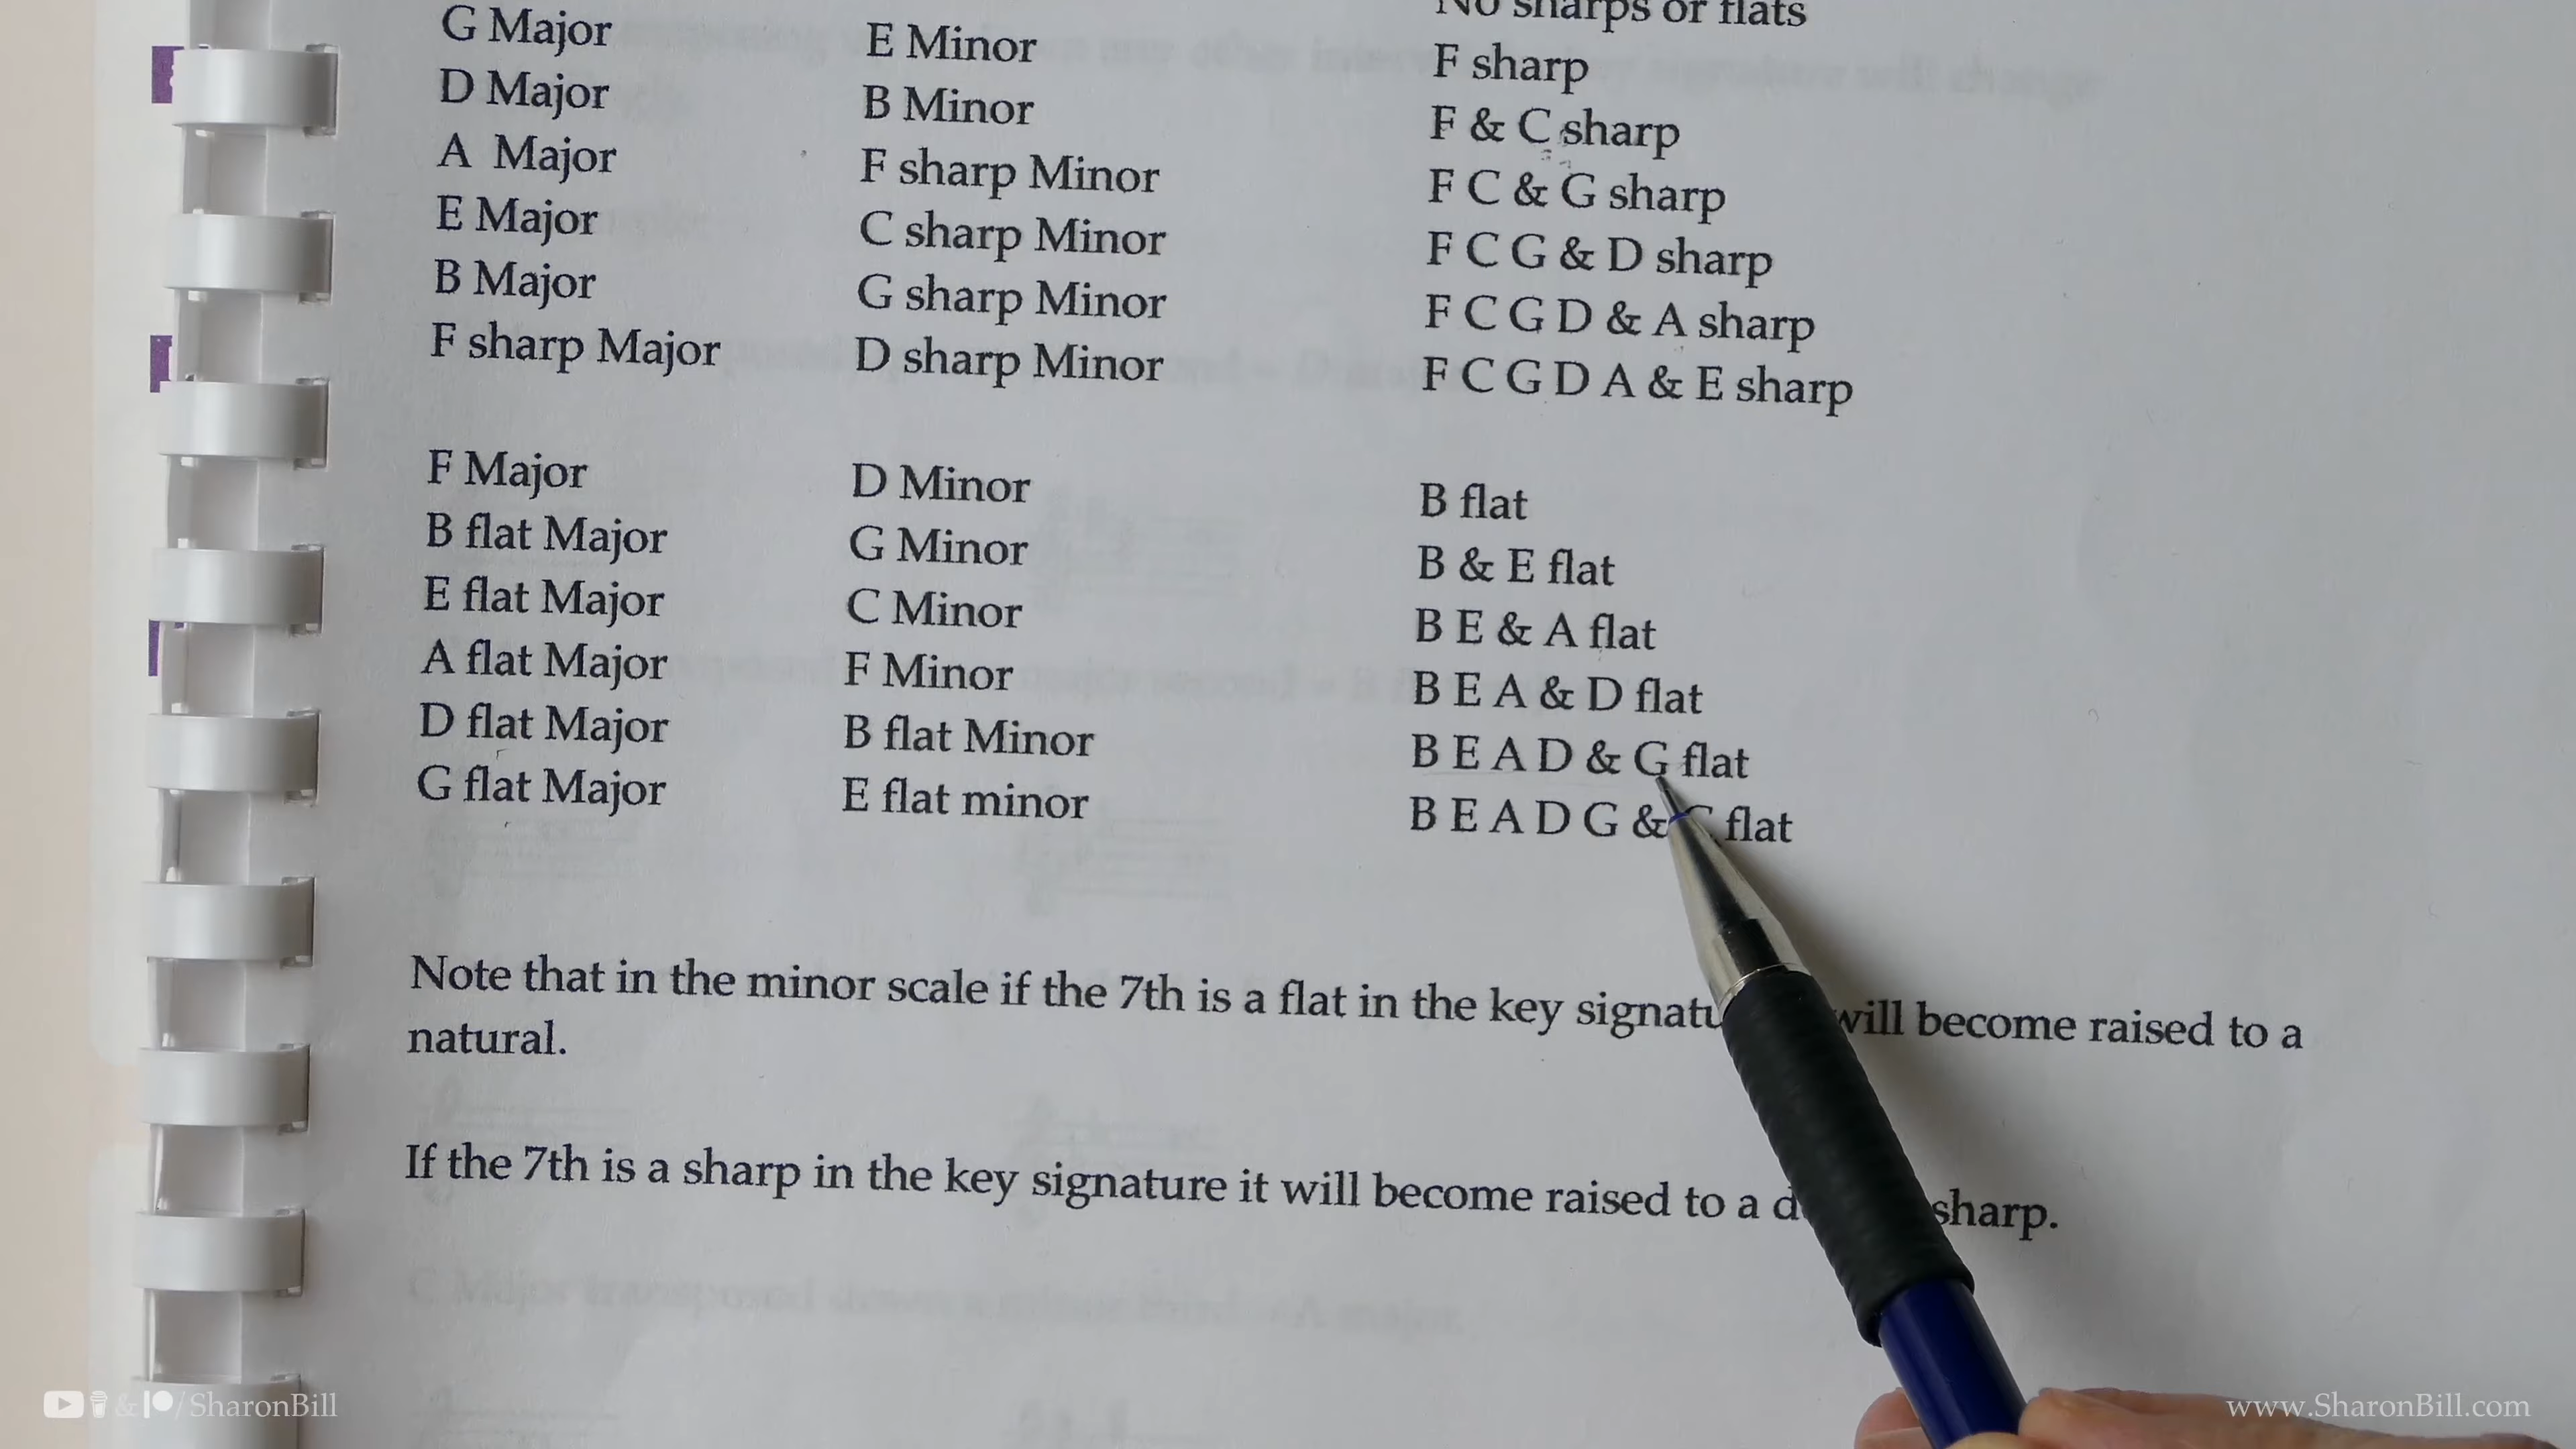 No sharps or flats
G Major E Minor F sharp
D Major B Minor F & C sharp
A Major F sharp Minor F C & G sharp
E Major C sharp Minor F C G & D sharp
B Major G sharp Minor F C G D & A sharp
F sharp Major D sharp Minor F C G D A & E sharp
F Major D Minor B flat
B flat Major G Minor B & E flat
E flat Major C Minor B E & A flat
A flat Major F Minor B E A & D flat
D flat Major B flat Minor B E A D & G flat
G flat Major E flat minor B E A D G & flat
Note that in the minor scale if the 7th is a flat in the key will become raised to a
natural.
If the 7th is a sharp in the key signature it will become raised to a sharp.
& /SharonBill
www.SharonBill.com